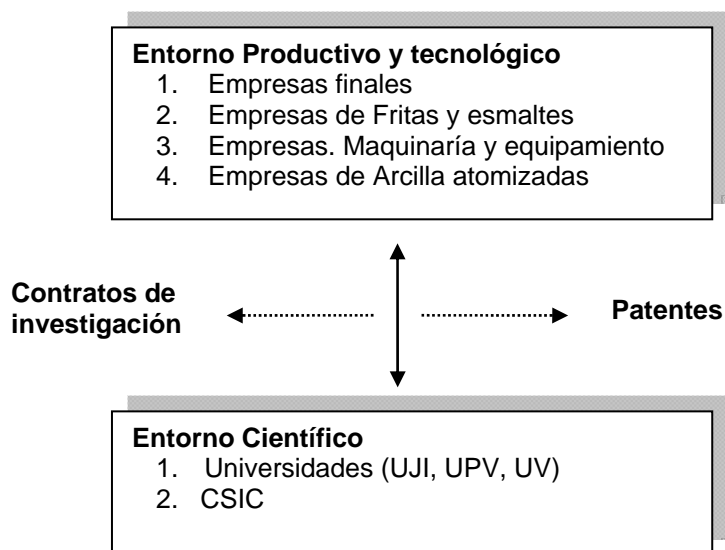 Entorno Productivo y tecnológico
1. Empresas finales
2. Empresas de Fritas y esmaltes
3. Empresas. Maquinaría y equipamiento
4. Empresas de Arcilla atomizadas
Contratos de
investigación
Patentes
Entorno Científico
1. Universidades (UJI, UPV, UV)
2. CSIC